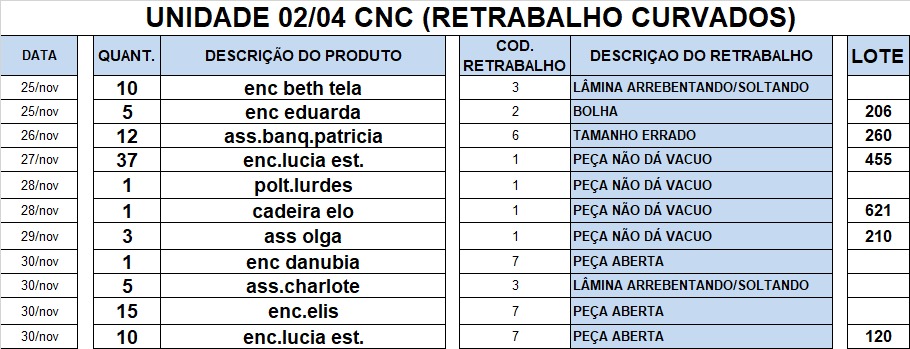 UNIDADE 02/04 CNC (RETRABALHO CURVADOS)
DATA QUANT. DESCRIÇÃO DO PRODUTO COD. RETRABALHO DESCRIÇAO DO RETRABALHO LOTE
25/nov 10 enc beth tela 3 LÂMINA ARREBENTANDO/SOLTANDO
25/nov 5 enc eduarda 2 BOLHA 206
26/nov 12 ass.banq.patricia 6 TAMANHO ERRADO 260
27/nov 37 enc.lucia est. 1 PEÇA NÃO DÁ VACUO 455
28/nov 1 polt.lurdes 1 PEÇA NÃO DÁ VACUO
28/nov 1 cadeira elo 1 PEÇA NÃO DÁ VACUO 621
29/nov 3 ass olga 1 PEÇA NÃO DÁ VACUO 210
30/nov 1 enc danubia 7 PEÇA ABERTA
30/nov 5 ass.charlote 3 LÂMINA ARREBENTANDO/SOLTANDO
30/nov 15 enc.elis 7 PEÇA ABERTA
30/nov 10 enc.lucia est. 7 PEÇA ABERTA 120